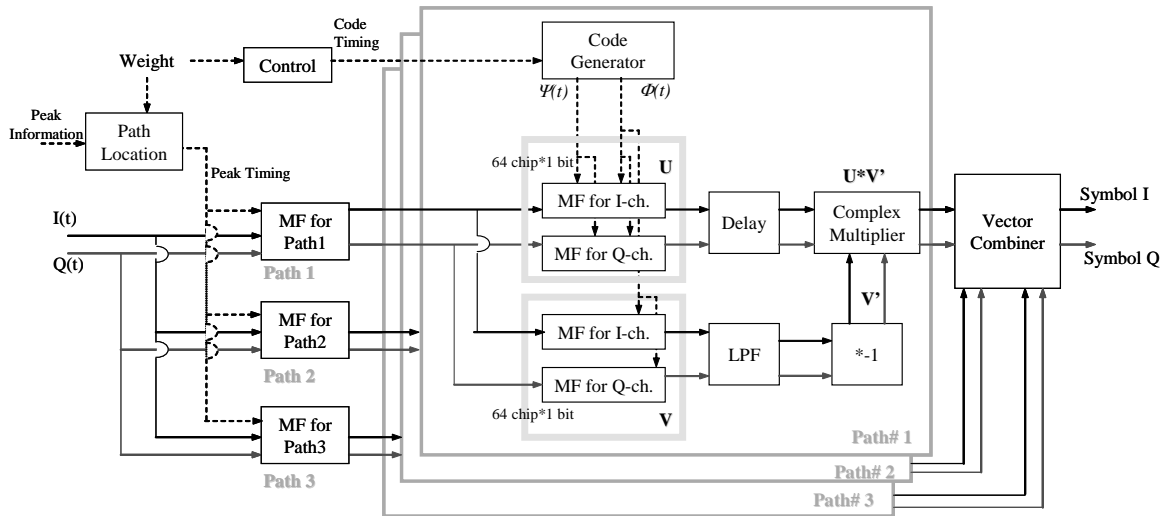 Code
Timing
Weight
Control
Code
Generator
Ψ(t)
Φ(t)
Peak
Information
Path
Location
Peak Timing
64 chip*1 bit
U
MF for I-ch.
MF for Q-ch.
Delay
U*V’
Complex
Multiplier
Vector
Combiner
Symbol I
Symbol Q
I(t)
Q(t)
MF for
Path1
Path 1
MF for
Path2
Path 2
MF for
Path3
Path 3
V’
MF for I-ch.
MF for Q-ch.
64 chip*1 bit
V
LPF
*-1
Path# 1
Path# 2
Path# 3